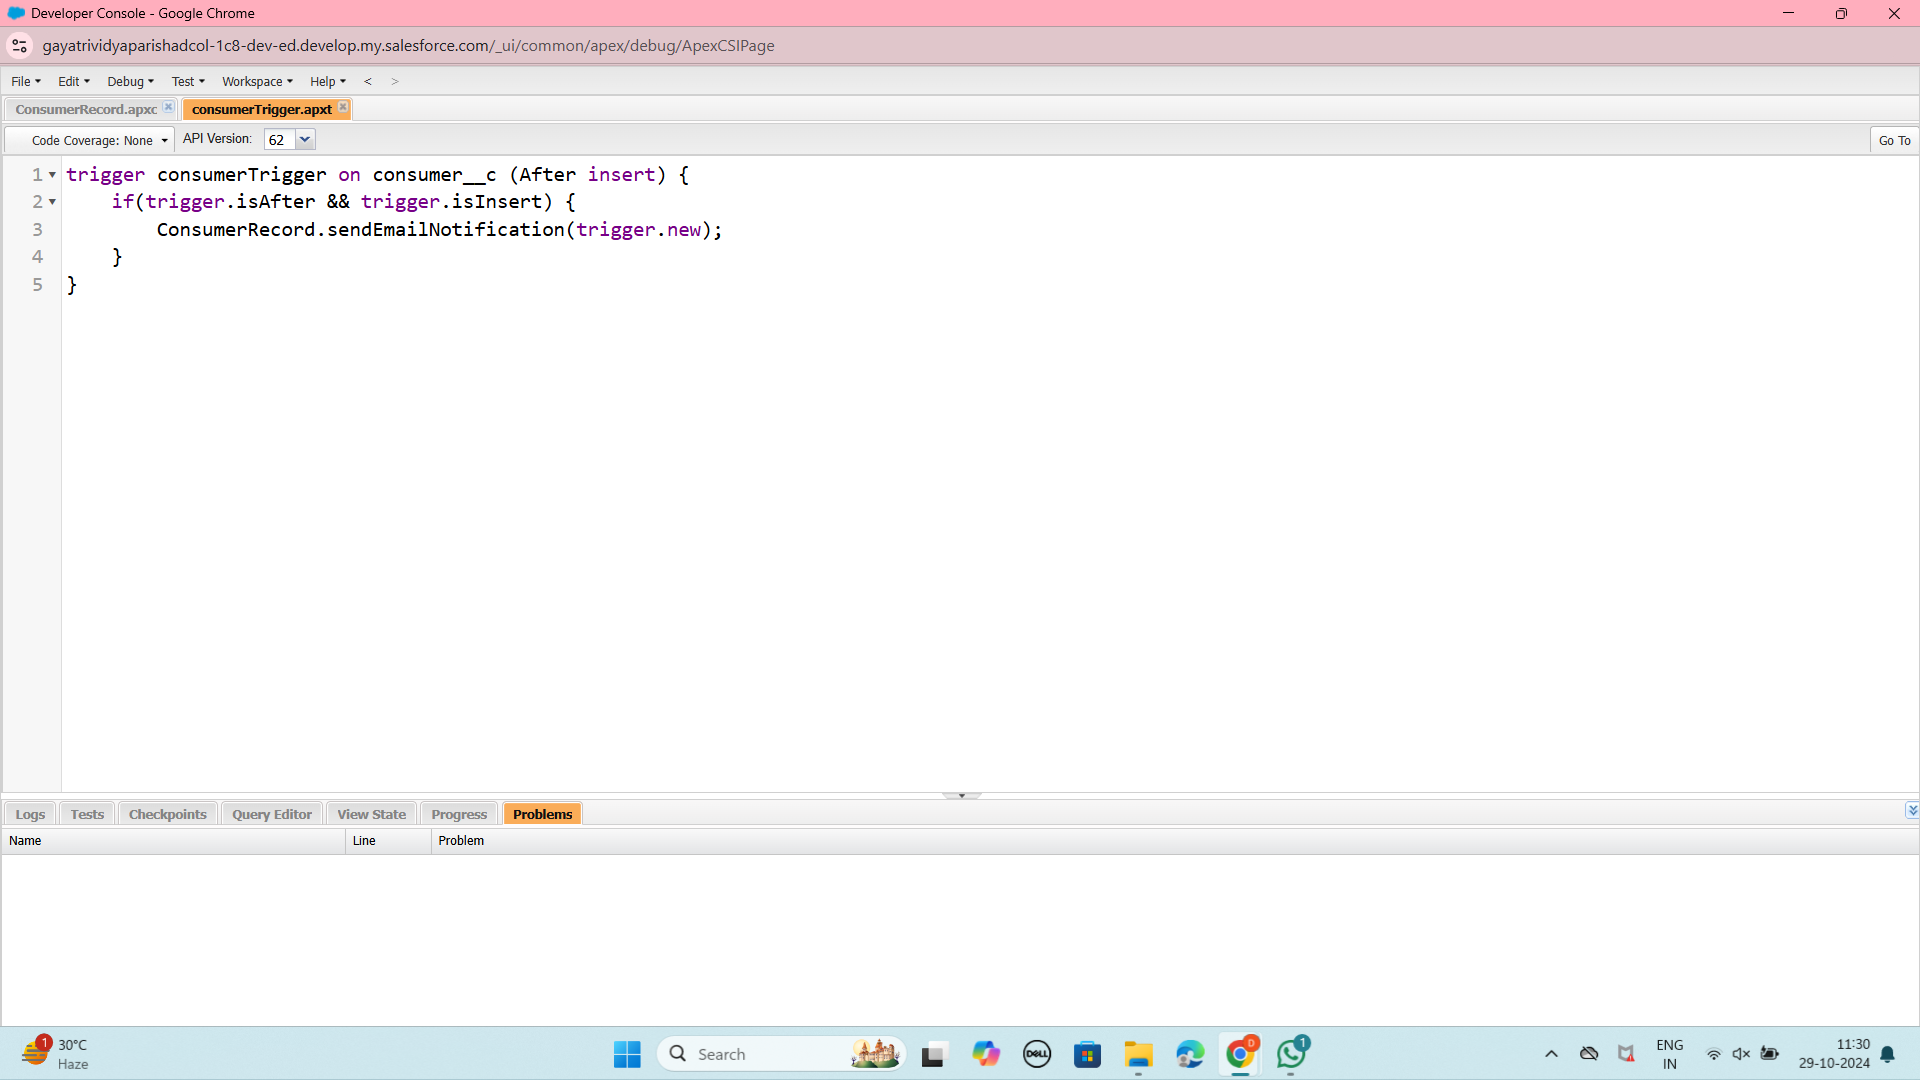 Developer Console - Google Chrome
gayatrividyaparishadcol-1c8-dev-ed.develop.my.salesforce.com/_ui/common/apex/debug/ApexCSIPage
File Edit Debug Test Workspace Help < >
ConsumerRecord.apxc consumerTrigger.apxt
Code Coverage: None API Version: 62 Go To
1 trigger consumerTrigger on consumer__c (After insert) {
2 if(trigger.isAfter && trigger.isInsert) {
3 ConsumerRecord.sendEmailNotification(trigger.new);
4 }
5 }
Logs Tests Checkpoints Query Editor View State Progress Problems
Name Line Problem
1 30°C
Haze
Search
DELL
D
1
ENG
IN
11:30
29-10-2024